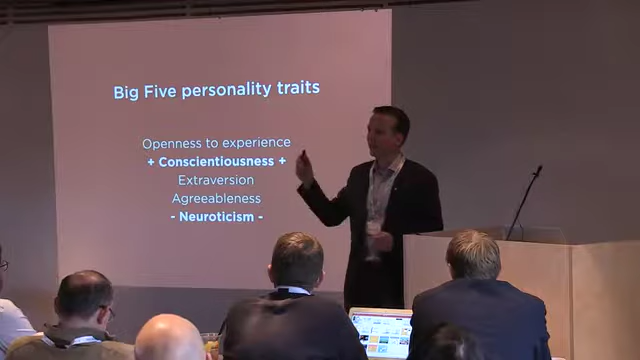 Big Five personality traits
Openness to experience
+ Conscientiousness +
Extraversion
Agreeableness
- Neuroticism -